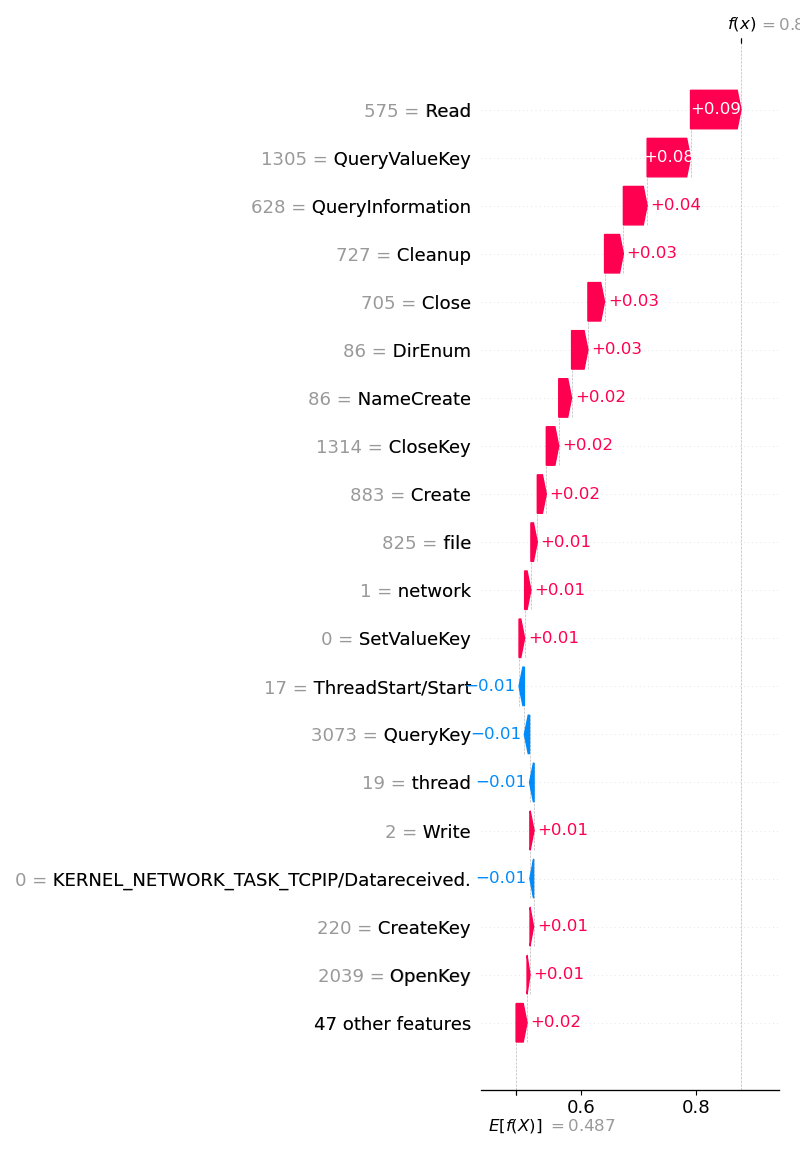 f(x) = 0.8
575 = Read +0.09
1305 = QueryValueKey +0.08
628 = QueryInformation +0.04
727 = Cleanup +0.03
705 = Close +0.03
86 = DirEnum +0.03
86 = NameCreate +0.02
1314 = CloseKey +0.02
883 = Create +0.02
825 = file +0.01
1 = network +0.01
0 = SetValueKey +0.01
17 = ThreadStart/Start −0.01
3073 = QueryKey −0.01
19 = thread −0.01
2 = Write +0.01
0 = KERNEL_NETWORK_TASK_TCPIP/Datareceived. −0.01
220 = CreateKey +0.01
2039 = OpenKey +0.01
47 other features +0.02
0.6 0.8
E[f(X)] = 0.487